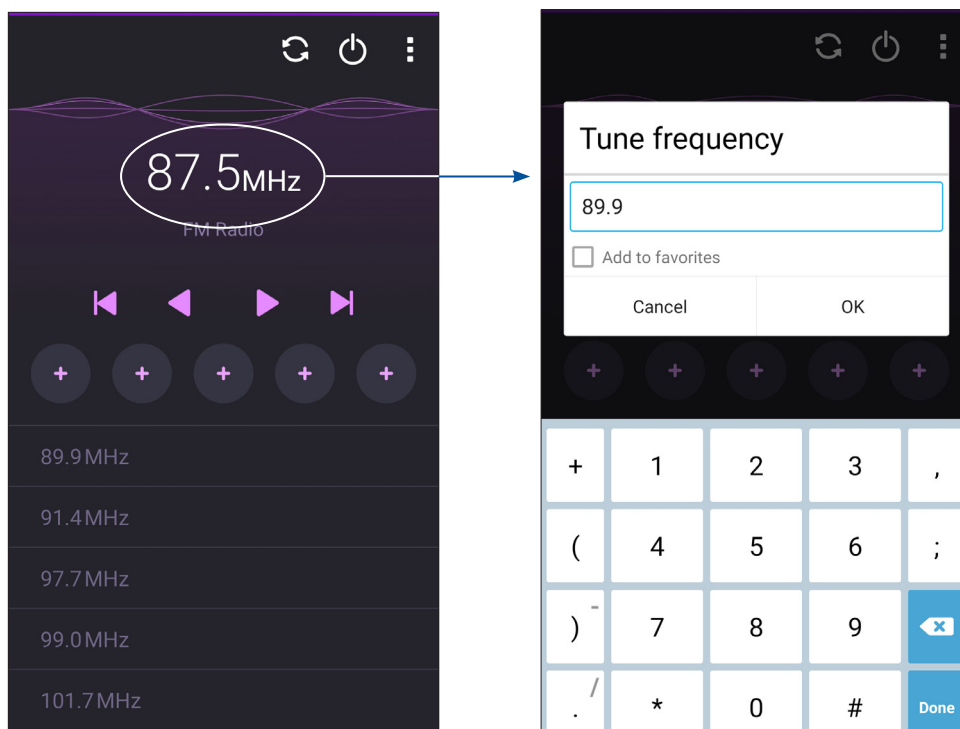 87.5MHz
FM Radio
+ + + + +
89.9MHz
91.4MHz
97.7MHz
99.0MHz
101.7MHz
Tune frequency
89.9
Add to favorites
Cancel OK
+ + + + +
+ 1 2 3 ,
( 4 5 6 ;
) - 7 8 9
. / * 0 # Done